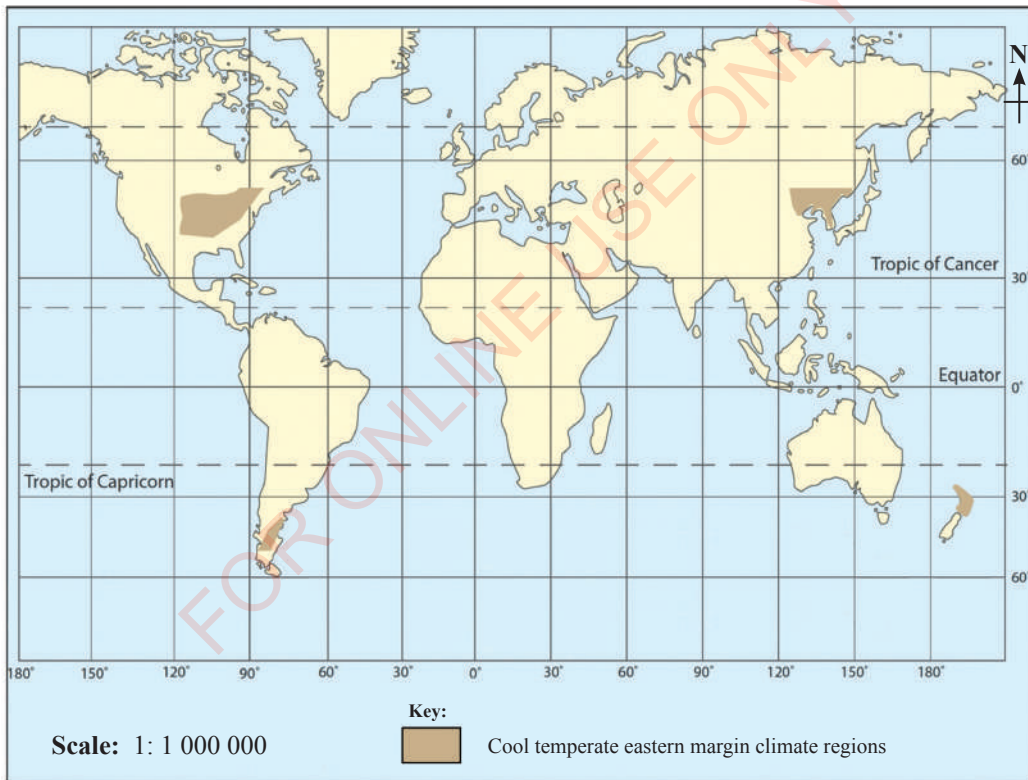 FOR ONLINE USE ONLY
N
60°
Tropic of Cancer
30°
Equator
0°
Tropic of Capricorn
30°
60°
180° 150° 120° 90° 60° 30° 0° 30° 60° 90° 120° 150° 180°
Key:
Scale: 1: 1 000 000
Cool temperate eastern margin climate regions